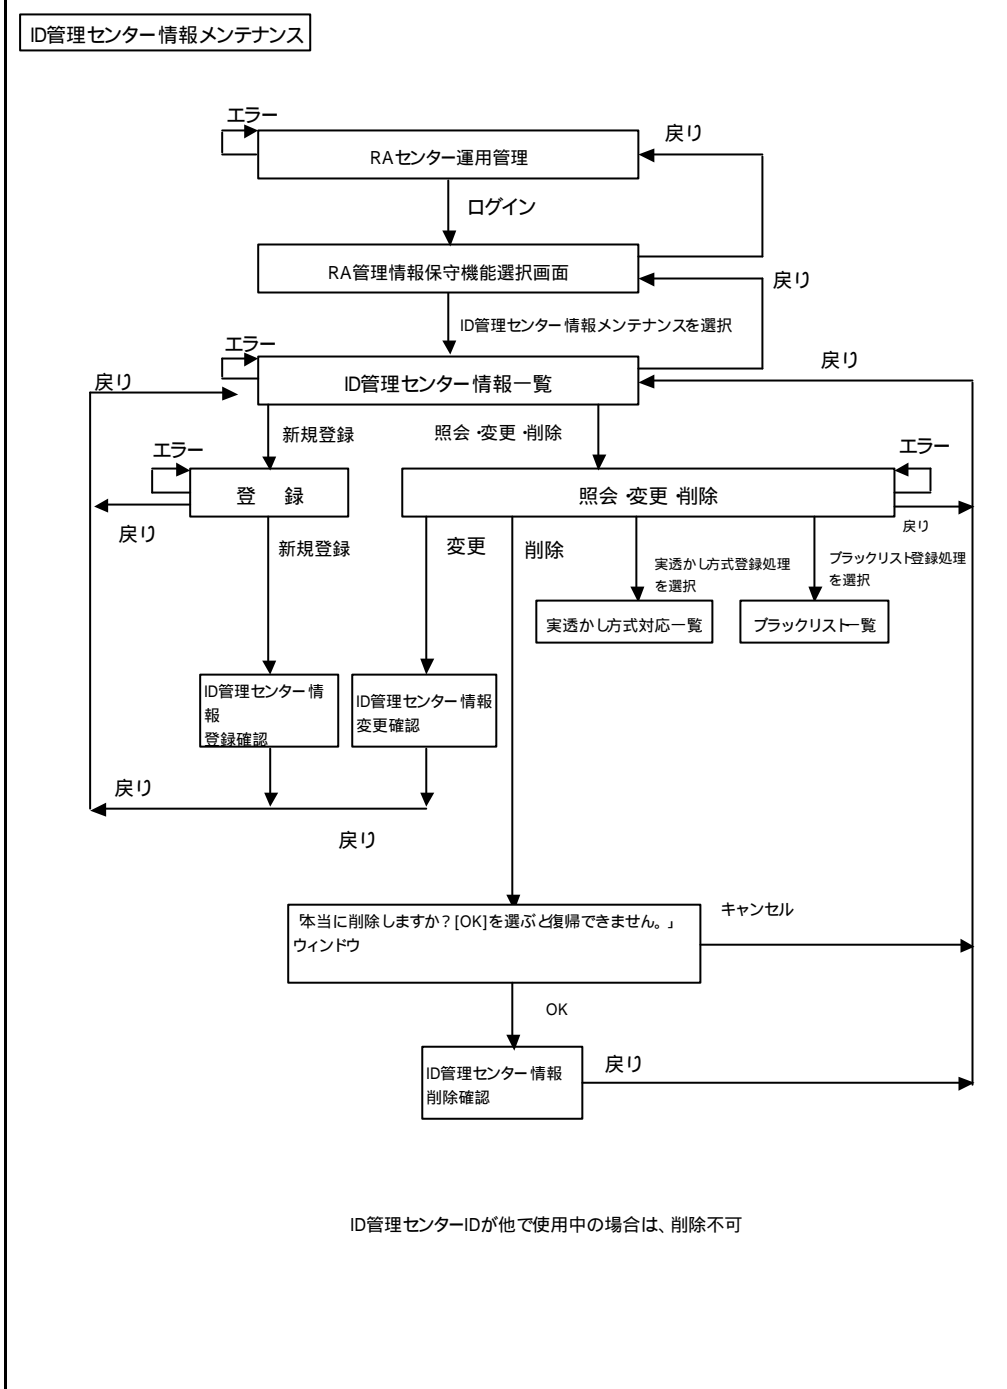 ID管理センター情報メンテナンス
エラー
戻り
RAセンター運用管理
ログイン
RA管理情報保守機能選択画面
戻り
ID管理センター情報メンテナンスを選択
エラー
戻り
ID管理センター情報一覧
戻り
新規登録
照会・変更・削除
エラー
エラー
登 録
照会・変更・削除
戻り
戻り
新規登録
変更
削除
実透かし方式登録処理
を選択
ブラックリスト登録処理
を選択
実透かし方式対応一覧
ブラックリスト一覧
ID管理センター情
報
登録確認
ID管理センター情報
変更確認
戻り
戻り
「本当に削除しますか?[OK]を選ぶと復帰できません。」
ウィンドウ
キャンセル
OK
ID管理センター情報
削除確認
戻り
ID管理センターIDが他で使用中の場合は、削除不可